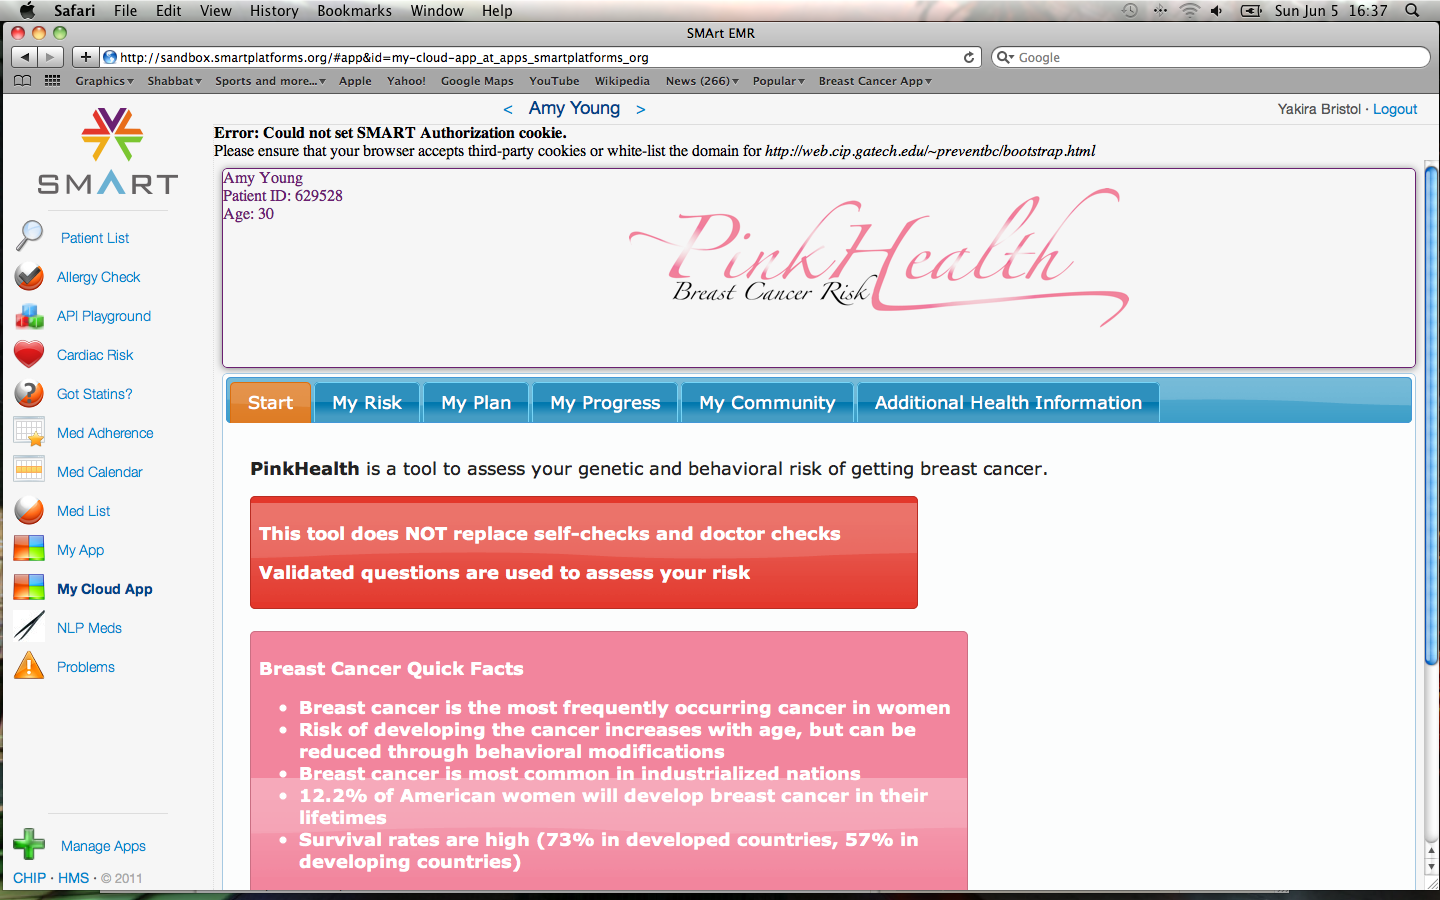 Safari File Edit View History Bookmarks Window Help Sun Jun 5 16:37
SMArt EMR
http://sandbox.smartplatforms.org/#app&id=my-cloud-app_at_apps_smartplatforms_org Google
Graphics Shabbat Sports and more... Apple Yahoo! Google Maps YouTube Wikipedia News (266) Popular Breast Cancer App
< Amy Young > Yakira Bristol · Logout
SMART
Patient List
Allergy Check
API Playground
Cardiac Risk
Got Statins?
Med Adherence
Med Calendar
Med List
My App
My Cloud App
NLP Meds
Problems
Manage Apps
CHIP · HMS · © 2011
Error: Could not set SMART Authorization cookie.
Please ensure that your browser accepts third-party cookies or white-list the domain for http://web.cip.gatech.edu/~preventbc/bootstrap.html
Amy Young
Patient ID: 629528
Age: 30
PinkHealth
Breast Cancer Risk
Start My Risk My Plan My Progress My Community Additional Health Information
PinkHealth is a tool to assess your genetic and behavioral risk of getting breast cancer.
This tool does NOT replace self-checks and doctor checks
Validated questions are used to assess your risk
Breast Cancer Quick Facts
• Breast cancer is the most frequently occurring cancer in women
• Risk of developing the cancer increases with age, but can be
reduced through behavioral modifications
• Breast cancer is most common in industrialized nations
• 12.2% of American women will develop breast cancer in their
lifetimes
• Survival rates are high (73% in developed countries, 57% in
developing countries)